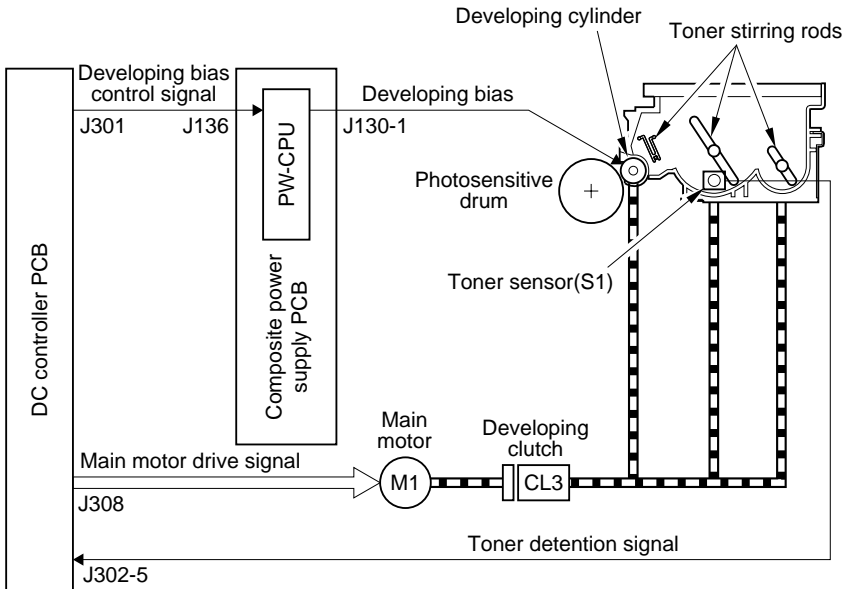 Developing cylinder
Toner stirring rods
Developing bias
control signal
Developing bias
J301
J136
J130-1
PW-CPU
Photosensitive
drum
DC controller PCB
Composite power
supply PCB
Toner sensor(S1)
Main
motor
Developing
clutch
Main motor drive signal
M1
CL3
J308
Toner detention signal
J302-5